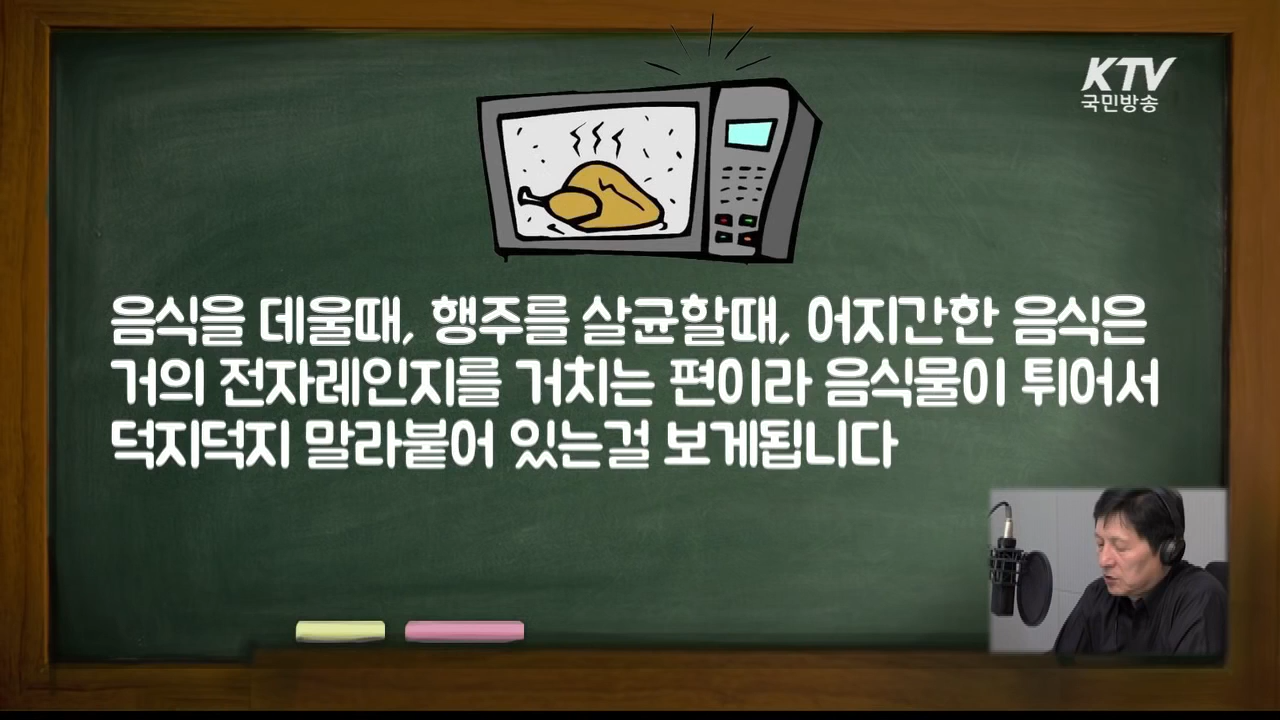 KTV
국민방송
음식을 데울때, 행주를 살균할때, 어지간한 음식은
거의 전자레인지를 거치는 편이라 음식물이 튀어서
덕지덕지 말라붙어 있는걸 보게됩니다